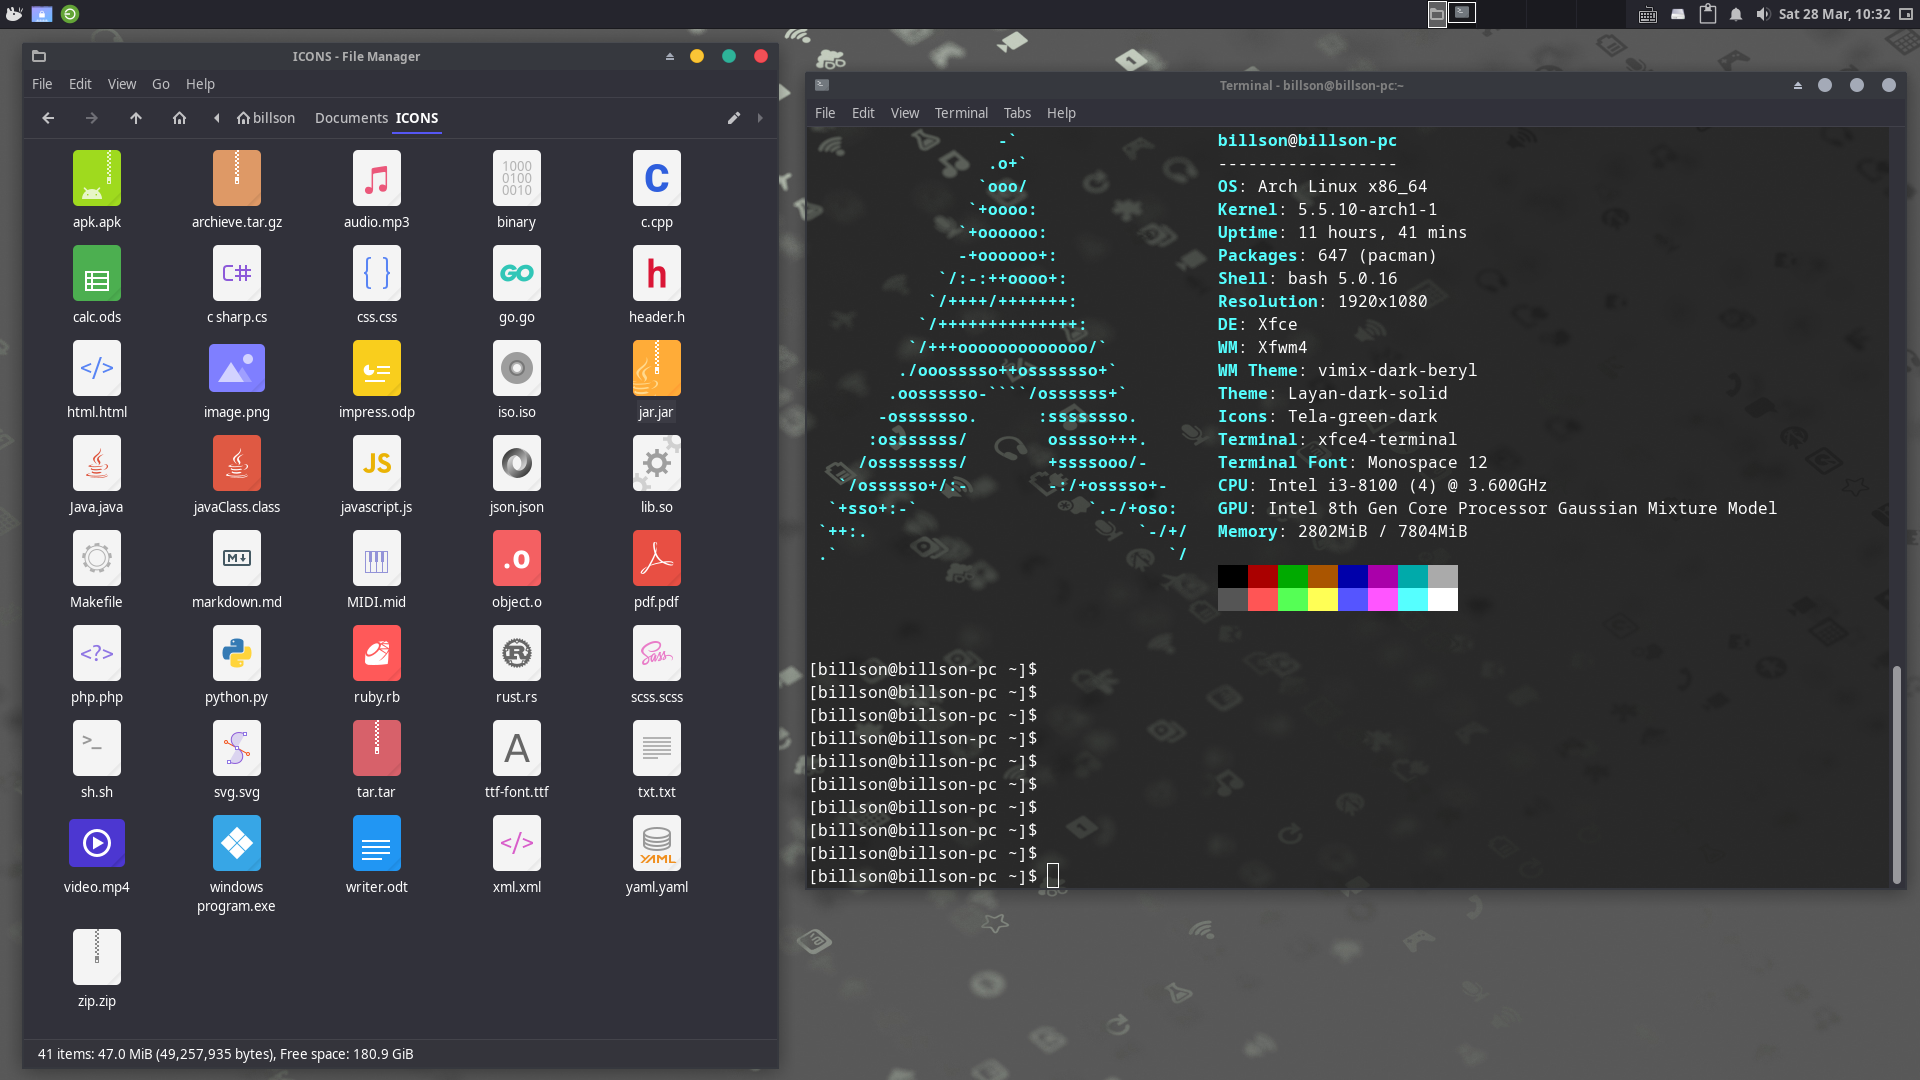 Sat 28 Mar, 10:32
ICONS - File Manager
File Edit View Go Help
billson Documents ICONS
apk.apk archieve.tar.gz audio.mp3 binary c.cpp
calc.ods c sharp.cs css.css go.go header.h
html.html image.png impress.odp iso.iso jar.jar
Java.java javaClass.class javascript.js json.json lib.so
Makefile markdown.md MIDI.mid object.o pdf.pdf
php.php python.py ruby.rb rust.rs scss.scss
sh.sh svg.svg tar.tar ttf-font.ttf txt.txt
video.mp4 windows program.exe writer.odt xml.xml yaml.yaml
zip.zip
41 items: 47.0 MiB (49,257,935 bytes), Free space: 180.9 GiB
Terminal - billson@billson-pc:~
File Edit View Terminal Tabs Help
billson@billson-pc
------------------
OS: Arch Linux x86_64
Kernel: 5.5.10-arch1-1
Uptime: 11 hours, 41 mins
Packages: 647 (pacman)
Shell: bash 5.0.16
Resolution: 1920x1080
DE: Xfce
WM: Xfwm4
WM Theme: vimix-dark-beryl
Theme: Layan-dark-solid
Icons: Tela-green-dark
Terminal: xfce4-terminal
Terminal Font: Monospace 12
CPU: Intel i3-8100 (4) @ 3.600GHz
GPU: Intel 8th Gen Core Processor Gaussian Mixture Model
Memory: 2802MiB / 7804MiB
[billson@billson-pc ~]$
[billson@billson-pc ~]$
[billson@billson-pc ~]$
[billson@billson-pc ~]$
[billson@billson-pc ~]$
[billson@billson-pc ~]$
[billson@billson-pc ~]$
[billson@billson-pc ~]$
[billson@billson-pc ~]$
[billson@billson-pc ~]$